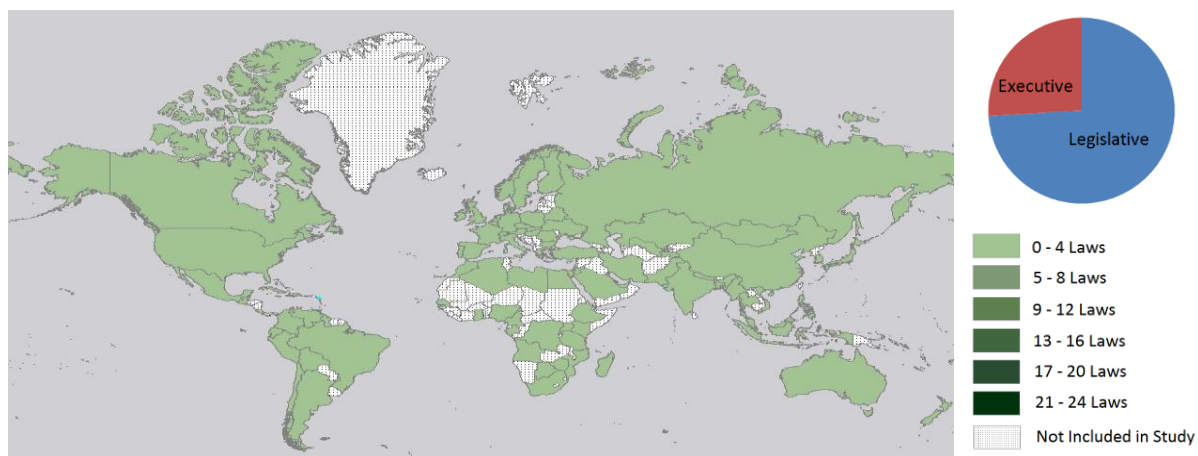 Executive
Legislative
0 - 4 Laws
5 - 8 Laws
9 - 12 Laws
13 - 16 Laws
17 - 20 Laws
21 - 24 Laws
Not Included in Study